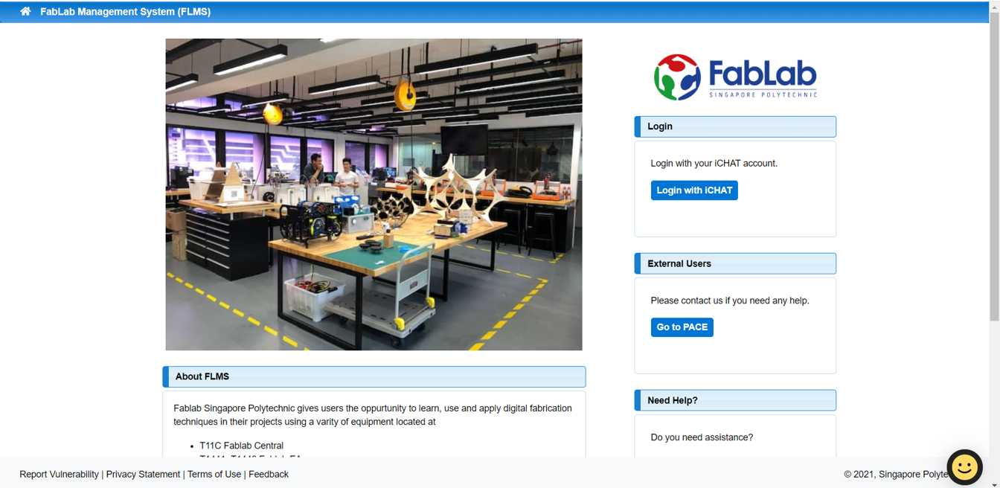 FabLab Management System (FLMS)
FabLab
SINGAPORE POLYTECHNIC
Login
Login with your iCHAT account.
Login with iCHAT
External Users
Please contact us if you need any help.
Go to PACE
Need Help?
Do you need assistance?
About FLMS
Fablab Singapore Polytechnic gives users the oppurtunity to learn, use and apply digital fabrication
techniques in their projects using a varity of equipment located at
• T11C Fablab Central
Report Vulnerability | Privacy Statement | Terms of Use | Feedback
© 2021, Singapore Polyte